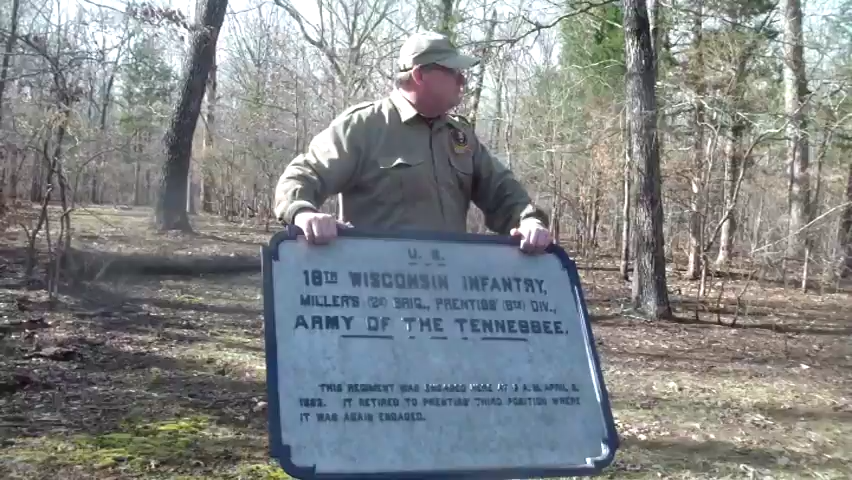 U. S.
18TH WISCONSIN INFANTRY,
MILLER'S (2D) BRIG., PRENTISS' (6TH) DIV.,
ARMY OF THE TENNESSEE.
THIS REGIMENT WAS ENGAGED HERE AT 9 A. M. APRIL 6,
1862. IT RETIRED TO PRENTISS' THIRD POSITION WHERE
IT WAS AGAIN ENGAGED.